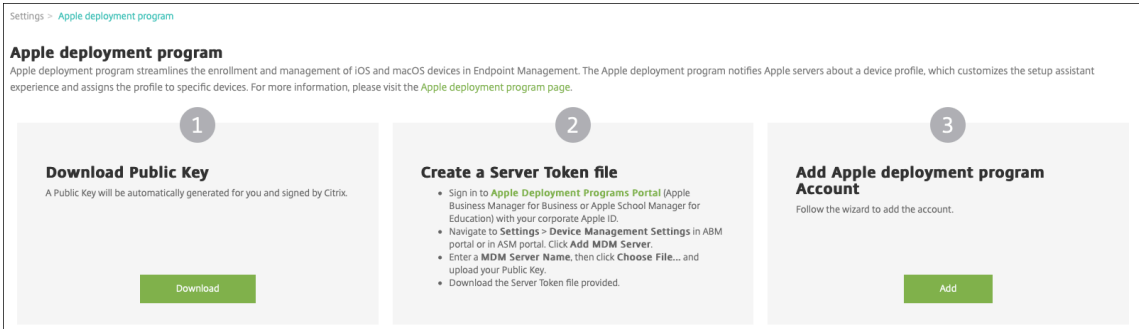 Settings > Apple deployment program
Apple deployment program
Apple deployment program streamlines the enrollment and management of iOS and macOS devices in Endpoint Management. The Apple deployment program notifies Apple servers about a device profile, which customizes the setup assistant
experience and assigns the profile to specific devices. For more information, please visit the Apple deployment program page.
1
Download Public Key
A Public Key will be automatically generated for you and signed by Citrix.
Download
2
Create a Server Token file
• Sign in to Apple Deployment Programs Portal (Apple
Business Manager for Business or Apple School Manager for
Education) with your corporate Apple ID.
• Navigate to Settings > Device Management Settings in ABM
portal or in ASM portal. Click Add MDM Server.
• Enter a MDM Server Name, then click Choose File... and
upload your Public Key.
• Download the Server Token file provided.
3
Add Apple deployment program
Account
Follow the wizard to add the account.
Add